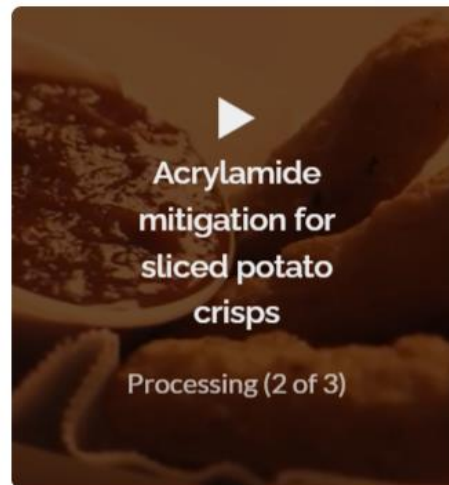 Acrylamide
mitigation for
sliced potato
crisps
Processing (2 of 3)